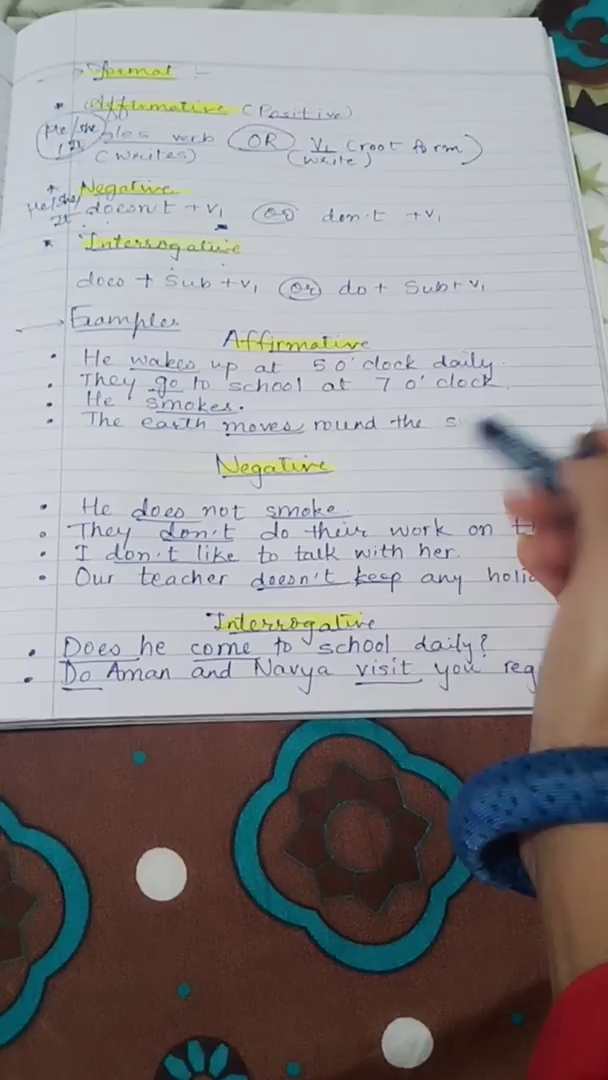 Format :-
* Affirmative (Positive)
He/she/It s/es verb OR V1 (root form)
(writes) (write)
* Negative
He/she/It doesn't + V1 OR don't + V1
* Interrogative
does + Sub + V1 OR do + Sub + V1
→ Examples
Affirmative
• He wakes up at 5 o'clock daily.
• They go to school at 7 o'clock.
• He smokes.
• The earth moves round the s
Negative
• He does not smoke.
• They don't do their work on t
• I don't like to talk with her.
• Our teacher doesn't keep any holi
Interrogative
• Does he come to school daily?
• Do Aman and Navya visit you reg